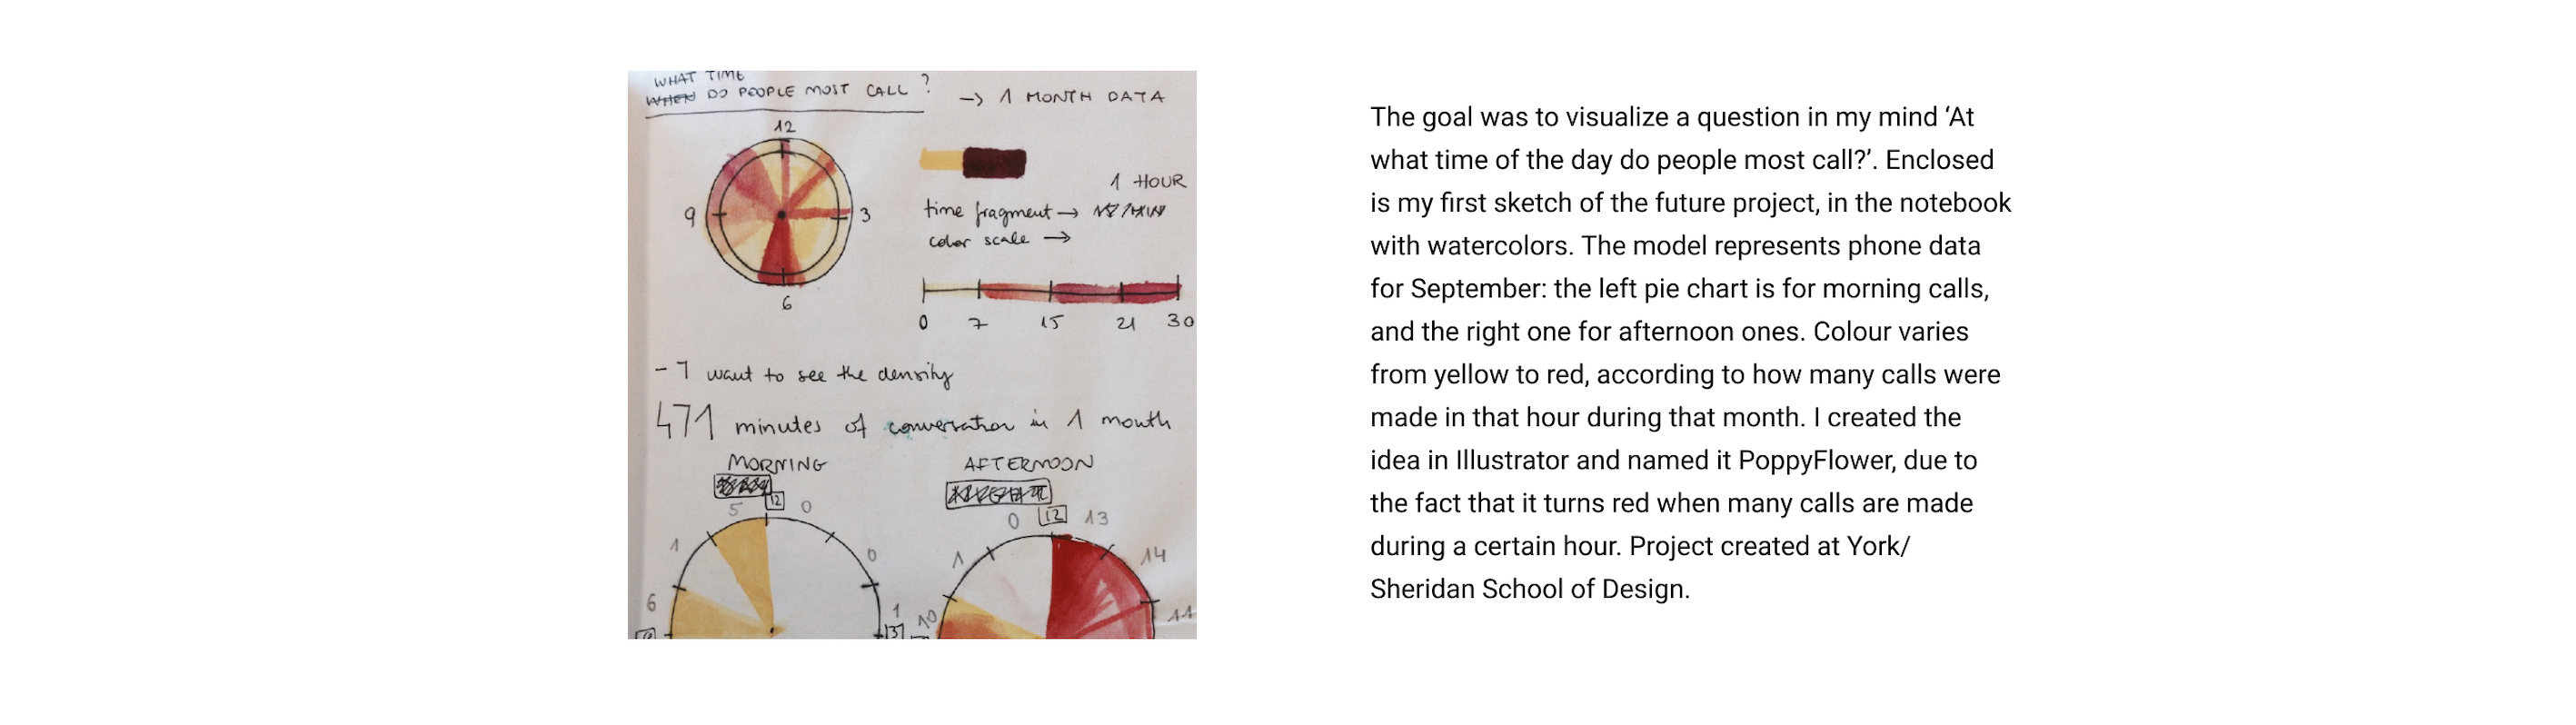 WHAT TIME
WHEN DO PEOPLE MOST CALL ?
-> 1 MONTH DATA
12
9
3
6
1 HOUR
time fragment ->
color scale ->
0 7 15 21 30
- I want to see the density
471 minutes of conversation in 1 month
MORNING
AFTERNOON
12
5 0
1
0
6
1
3
0 12 13
1
14
10
11
The goal was to visualize a question in my mind ‘At
what time of the day do people most call?’. Enclosed
is my first sketch of the future project, in the notebook
with watercolors. The model represents phone data
for September: the left pie chart is for morning calls,
and the right one for afternoon ones. Colour varies
from yellow to red, according to how many calls were
made in that hour during that month. I created the
idea in Illustrator and named it PoppyFlower, due to
the fact that it turns red when many calls are made
during a certain hour. Project created at York/
Sheridan School of Design.